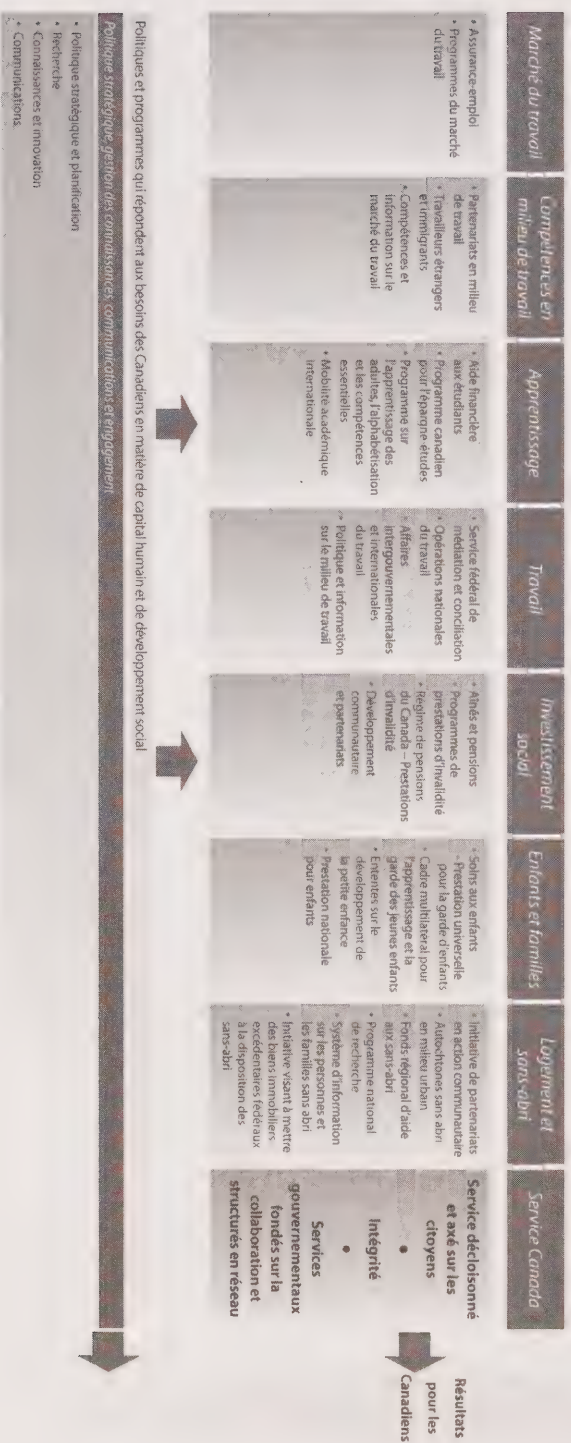 Marché du travail
• Assurance-emploi
• Programmes du marché
du travail
Compétences en
milieu de travail
• Partenariats en milieu
de travail
• Travailleurs étrangers
et immigrants
• Compétences et
information sur le
marché du travail
Apprentissage
• Aide financière
aux étudiants
• Programme canadien
pour l'épargne études
• Programme sur
l'apprentissage des
adultes, l'alphabétisation
et les compétences
essentielles
• Mobilité académique
internationale
Travail
• Service fédéral de
médiation et conciliation
• Opérations nationales
du travail
• Affaires
intergouvernementales
et internationales
du travail
• Politique et information
sur le milieu de travail
Investissement
social
• Aînés et pensions
• Programmes de
prestations d'invalidité
• Régime de pensions
du Canada – Prestations
d'invalidité
• Développement
communautaire
et partenariats
Enfants et familles
• Soins aux enfants
- Prestation universelle
pour la garde d'enfants
• Cadre multilatéral pour
l'apprentissage et la
garde des jeunes enfants
• Ententes sur le
développement de
la petite enfance
• Prestation nationale
pour enfants
Logement et
sans-abri
• Initiative de partenariats
en action communautaire
• Autochtones sans abri
en milieu urbain
• Fonds régional d'aide
aux sans-abri
• Programme national
de recherche
• Système d'information
sur les personnes et
les familles sans abri
• Initiative visant à mettre
des biens immobiliers
excédentaires fédéraux
à la disposition des
sans-abri
Service Canada
Service décloisonné
et axé sur les
citoyens
•
Intégrité
•
Services
gouvernementaux
fondés sur la
collaboration et
structurés en réseau
Résultats
pour les
Canadiens
Politiques et programmes qui répondent aux besoins des Canadiens en matière de capital humain et de développement social
Politique stratégique, gestion des connaissances, communications et engagement
• Politique stratégique et planification
• Recherche
• Connaissances et innovation
• Communications